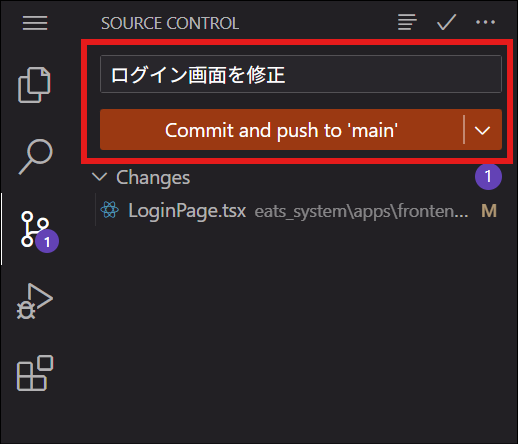 SOURCE CONTROL
ログイン画面を修正
Commit and push to 'main'
Changes 1
LoginPage.tsx eats_system\apps\fronten... M
1